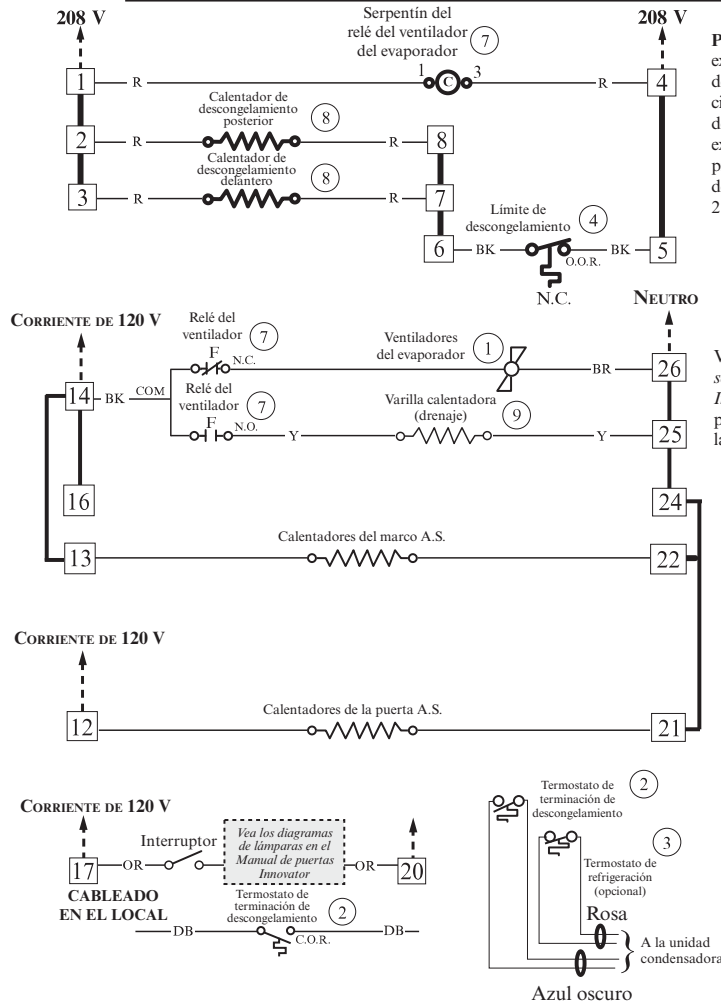 208 V
208 V
Serpentín del
relé del ventilador
del evaporador
7
1
C
3
1
R
R
4
Calentador de
descongelamiento
posterior
8
2
R
R
8
Calentador de
descongelamiento
delantero
8
3
R
R
7
Límite de
descongelamiento
4
6
BK
BK
5
O.O.R.
N.C.
CORRIENTE DE 120 V
NEUTRO
Relé del
ventilador
7
F
N.C.
Ventiladores
del evaporador
1
BR
26
14
BK
COM
Relé del
ventilador
7
F
N.O.
Y
Varilla calentadora
(drenaje)
9
Y
25
16
24
Calentadores del marco A.S.
13
22
CORRIENTE DE 120 V
Calentadores de la puerta A.S.
12
21
CORRIENTE DE 120 V
Interruptor
Vea los diagramas
de lámparas en el
Manual de puertas
Innovator
17
OR
OR
20
CABLEADO
EN EL LOCAL
Termostato de
terminación de
descongelamiento
2
DB
C.O.R.
DB
Termostato de
terminación de
descongelamiento
2
3
Termostato de
refrigeración
(opcional)
Rosa
A la unidad
condensadora
Azul oscuro